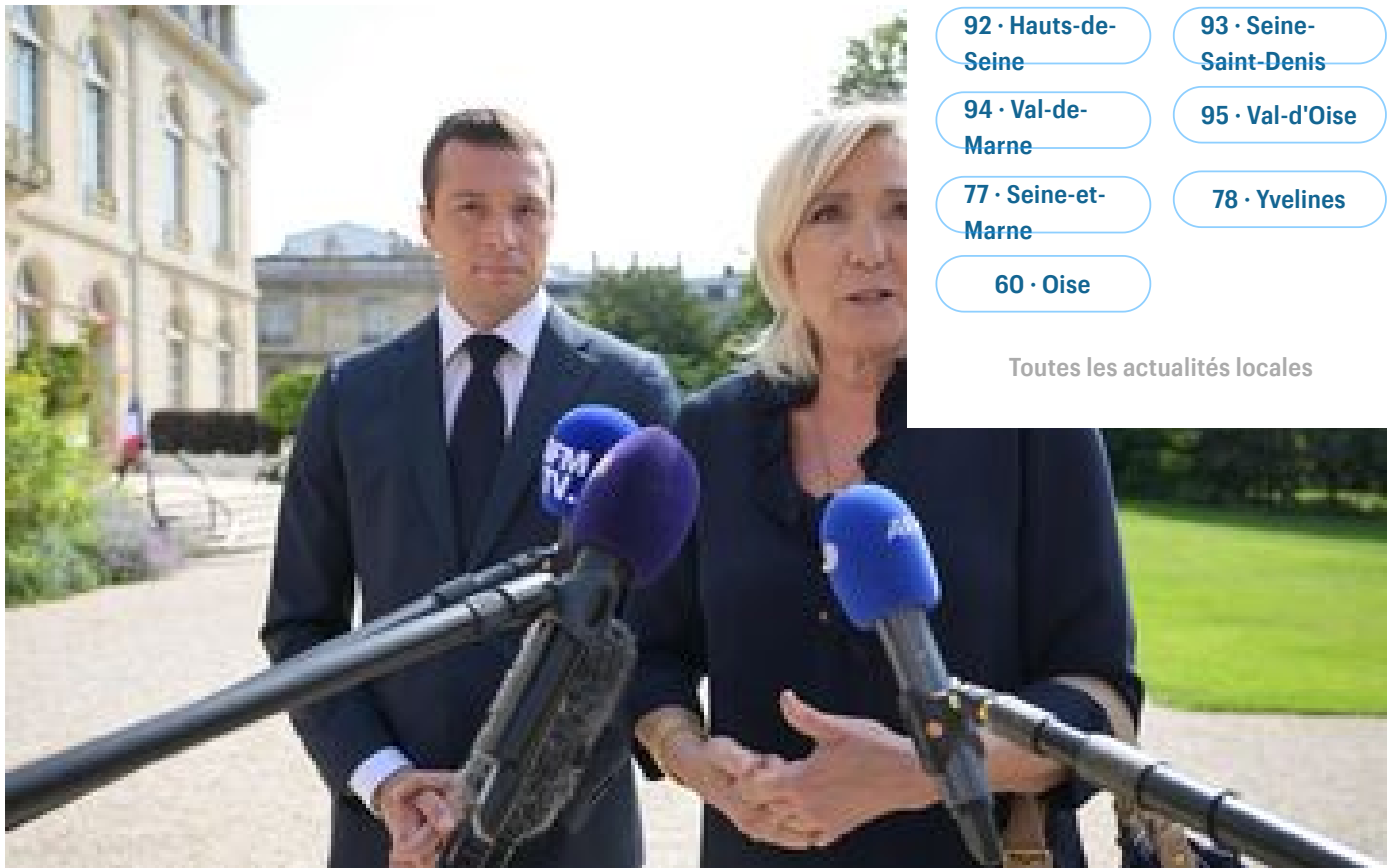 92 · Hauts-de-
Seine
93 · Seine-
Saint-Denis
94 · Val-de-
Marne
95 · Val-d'Oise
77 · Seine-et-
Marne
78 · Yvelines
60 · Oise
Toutes les actualités locales
BFM
TV.